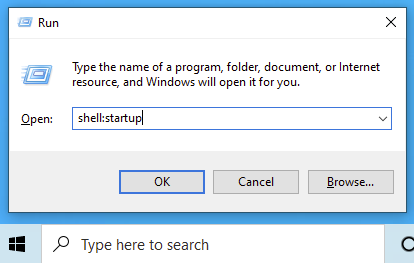 Run
Type the name of a program, folder, document, or Internet
resource, and Windows will open it for you.
Open: shell:startup
OK Cancel Browse...
Type here to search